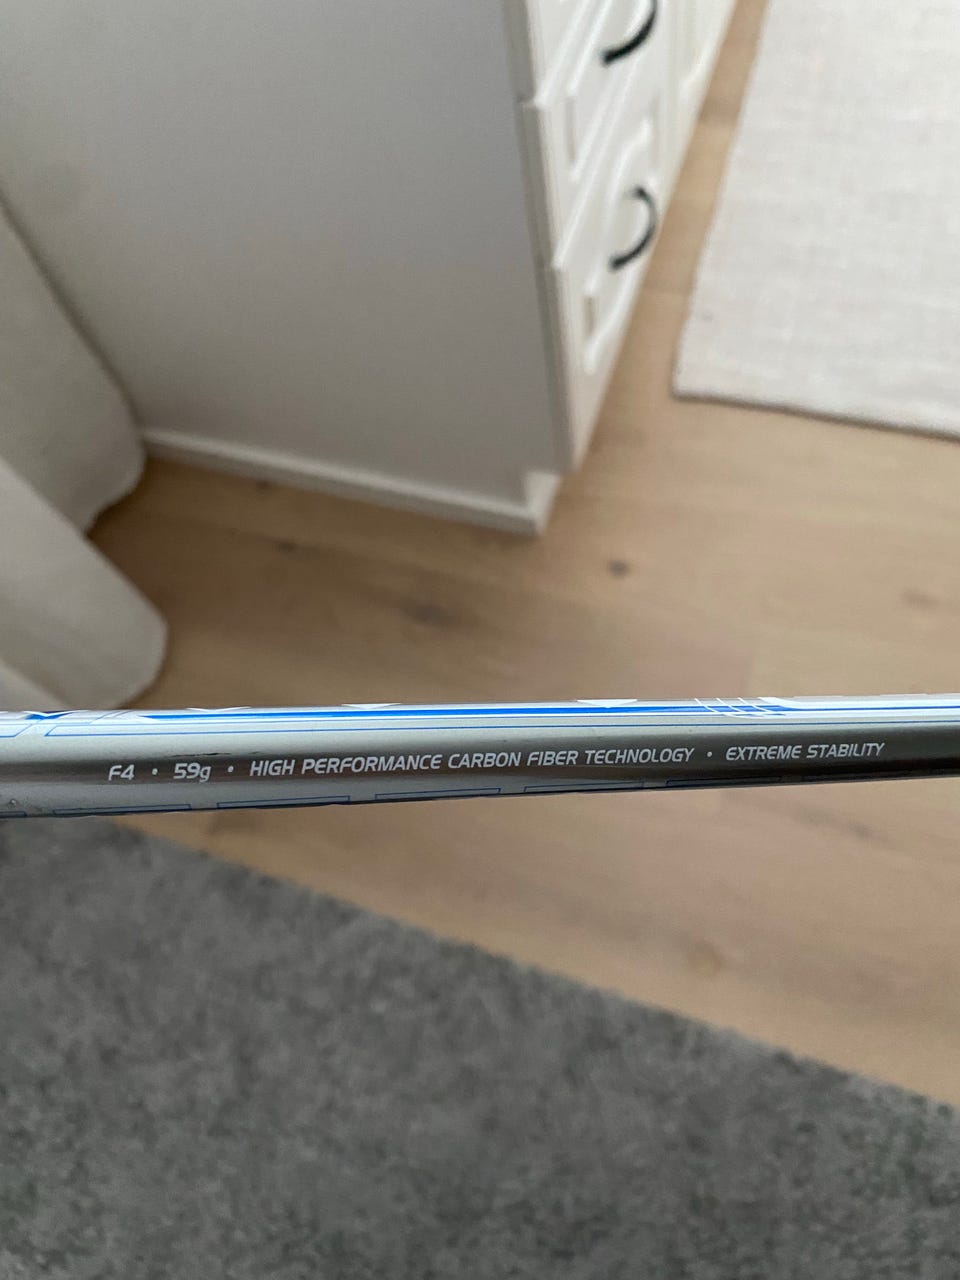 F4 • 59g • HIGH PERFORMANCE CARBON FIBER TECHNOLOGY • EXTREME STABILITY